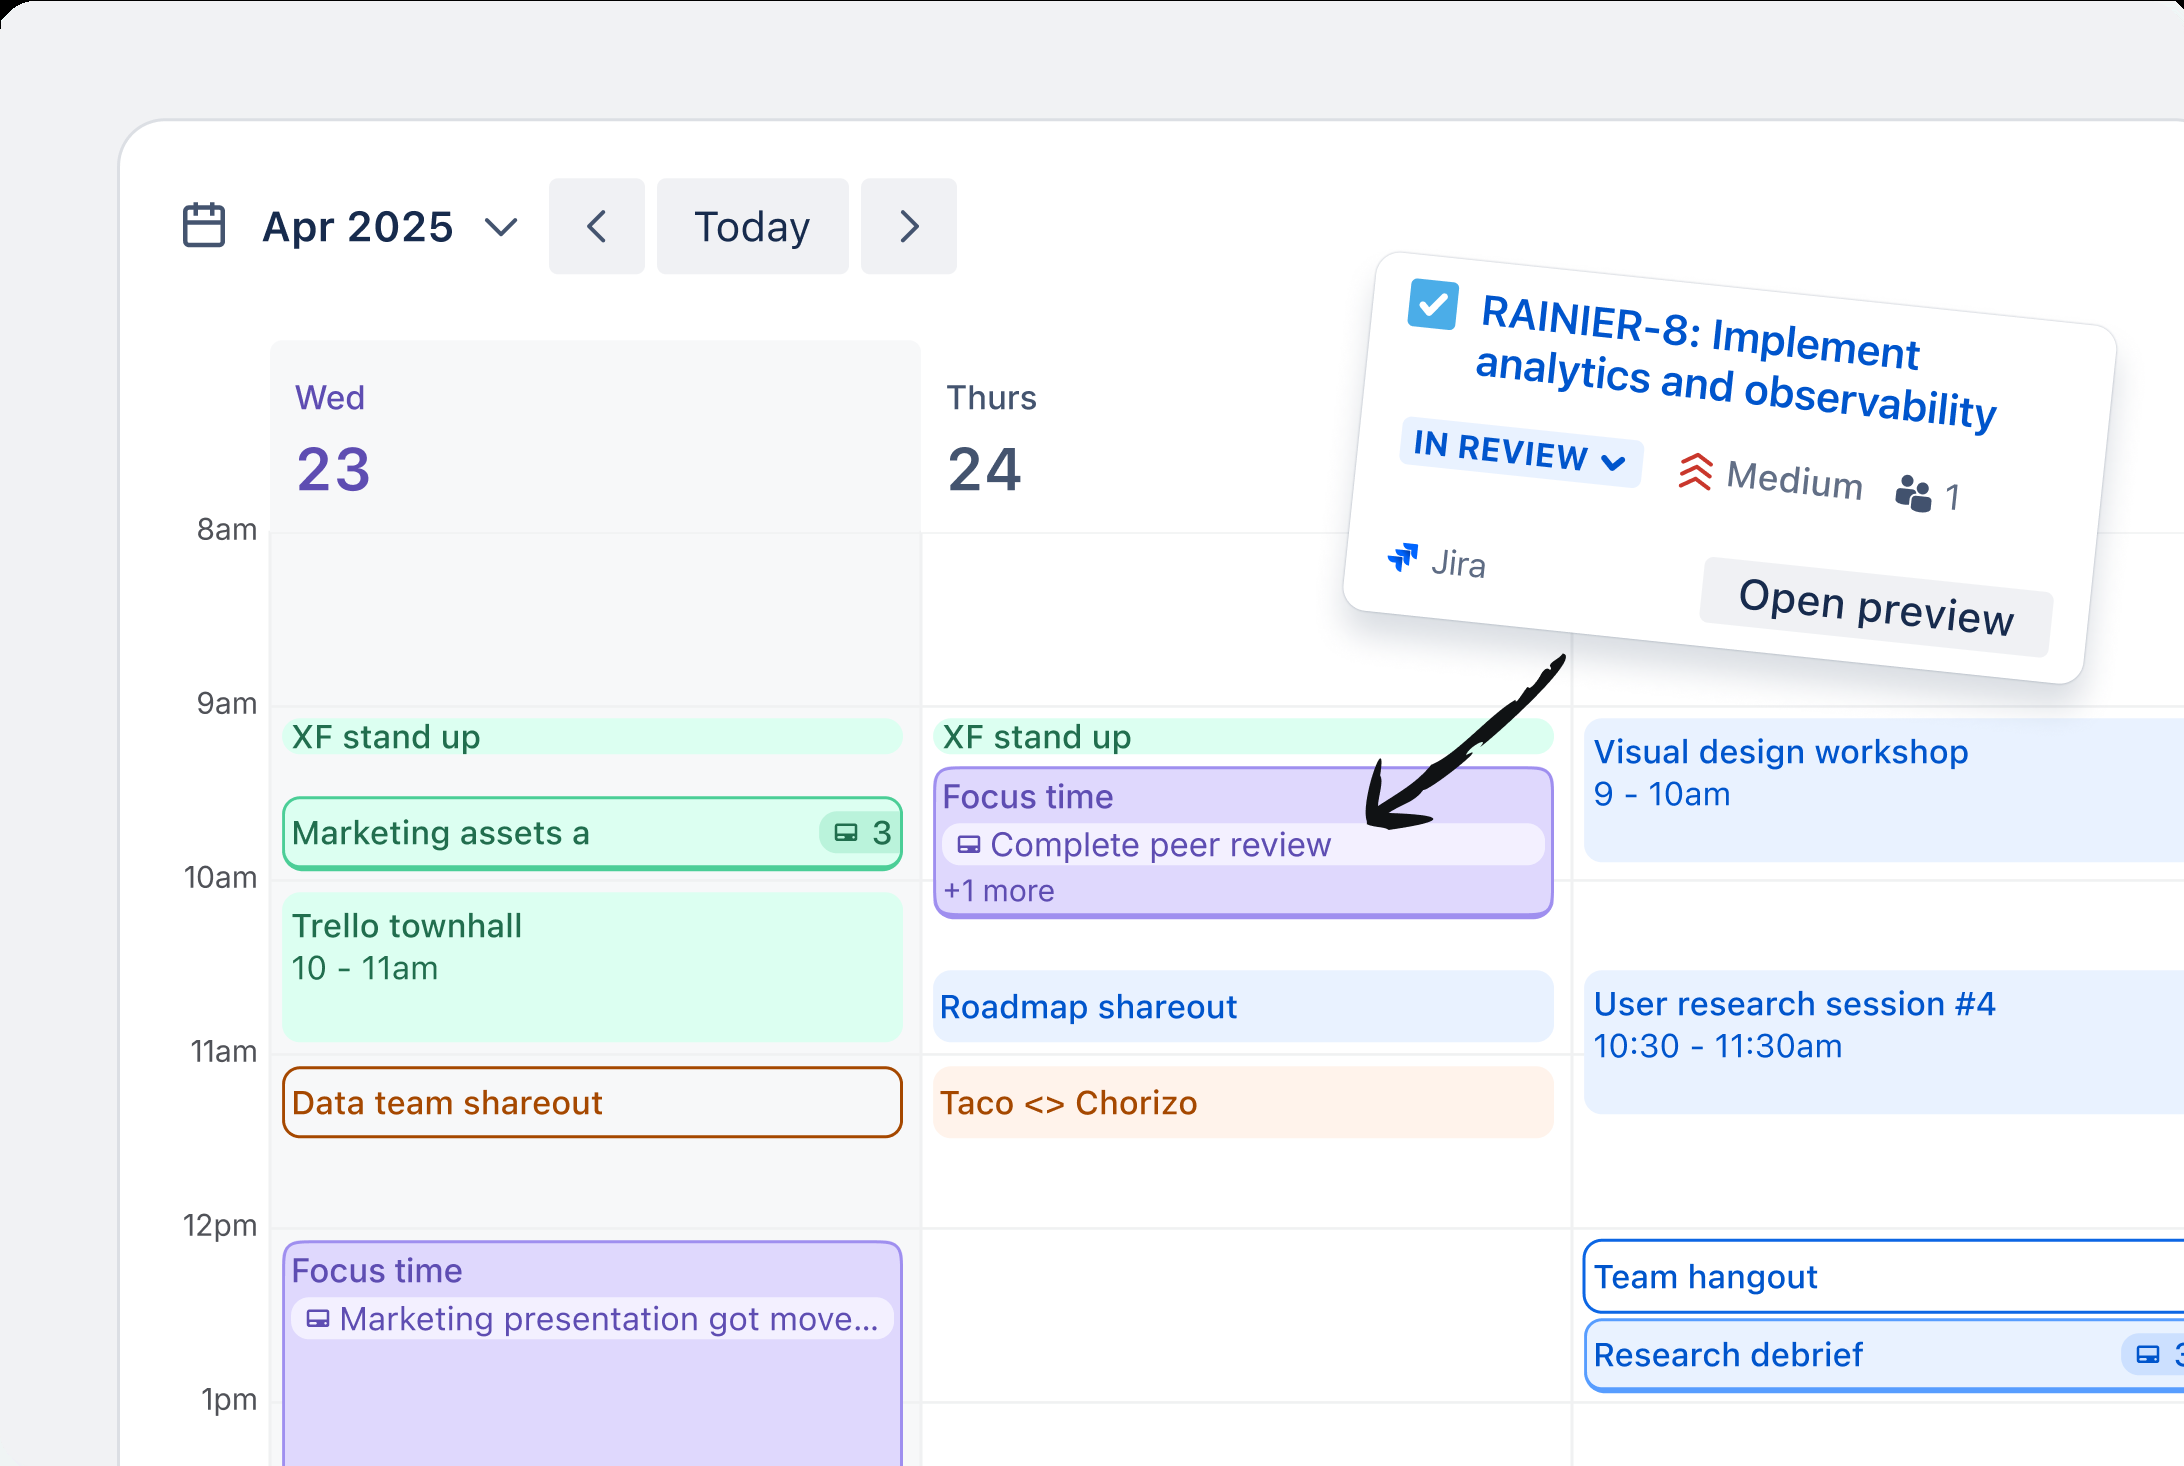 Apr 2025
Today
Wed
23
Thurs
24
RAINIER-8: Implement
analytics and observability
IN REVIEW
Medium
1
Jira
Open preview
8am
9am
10am
11am
12pm
1pm
XF stand up
Marketing assets a
3
Trello townhall
10 - 11am
Data team shareout
Focus time
Marketing presentation got move...
XF stand up
Focus time
Complete peer review
+1 more
Roadmap shareout
Taco <> Chorizo
Visual design workshop
9 - 10am
User research session #4
10:30 - 11:30am
Team hangout
Research debrief